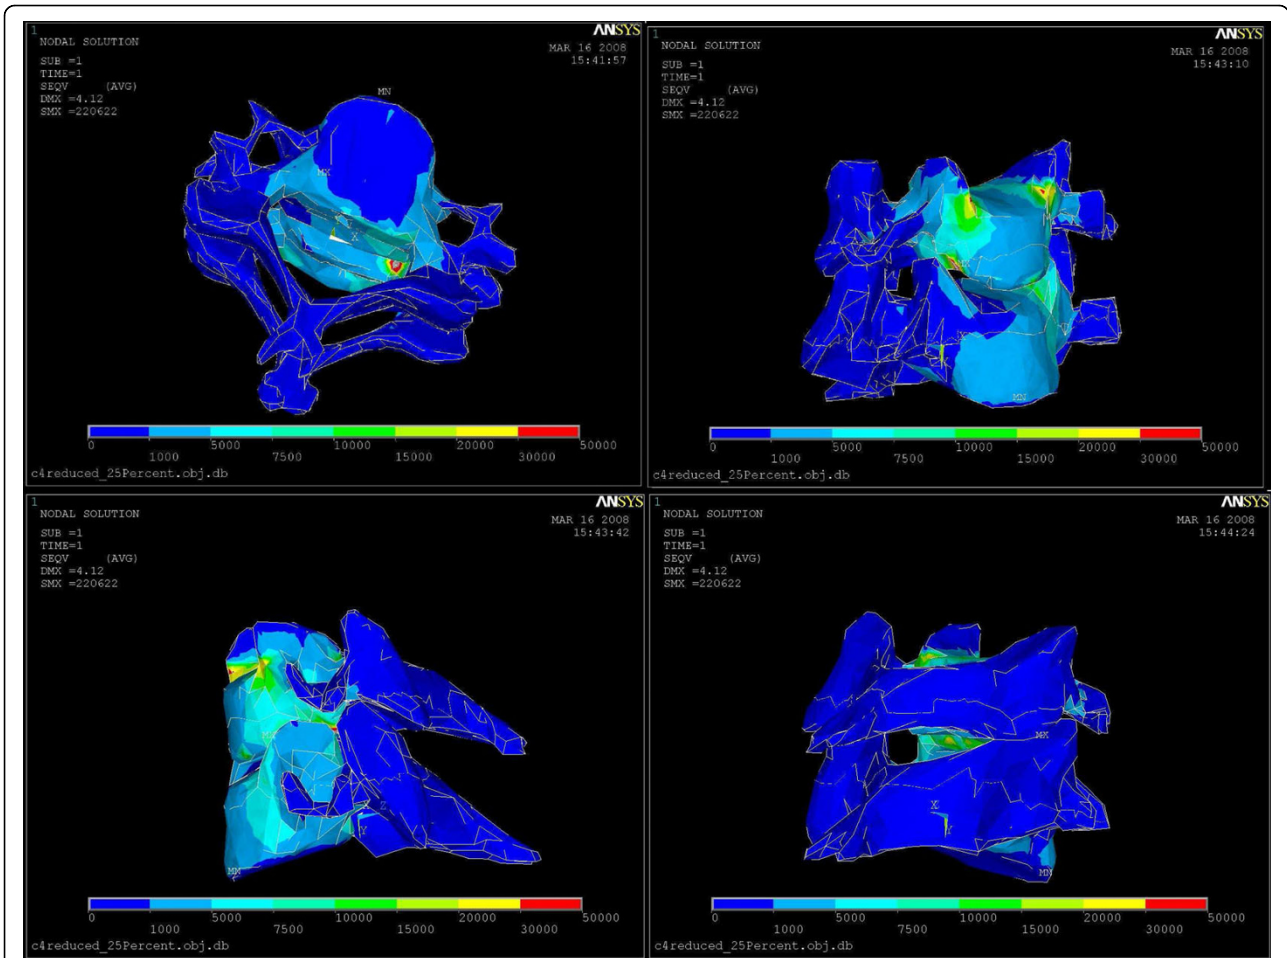 1
ANSYS
NODAL SOLUTION
MAR 16 2008
15:41:57
SUB =1
TIME=1
SEQV (AVG)
DMX =4.12
SMX =220622
MN
MX
X
0 1000 5000 7500 10000 15000 20000 30000 50000
c4reduced_25Percent.obj.db
1
ANSYS
NODAL SOLUTION
MAR 16 2008
15:43:10
SUB =1
TIME=1
SEQV (AVG)
DMX =4.12
SMX =220622
MN
0 1000 5000 7500 10000 15000 20000 30000 50000
c4reduced_25Percent.obj.db
1
ANSYS
NODAL SOLUTION
MAR 16 2008
15:43:42
SUB =1
TIME=1
SEQV (AVG)
DMX =4.12
SMX =220622
MX
Z
Y
MN
0 1000 5000 7500 10000 15000 20000 30000 50000
c4reduced_25Percent.obj.db
1
ANSYS
NODAL SOLUTION
MAR 16 2008
15:44:24
SUB =1
TIME=1
SEQV (AVG)
DMX =4.12
SMX =220622
MX
X
Y
MN
0 1000 5000 7500 10000 15000 20000 30000 50000
c4reduced_25Percent.obj.db